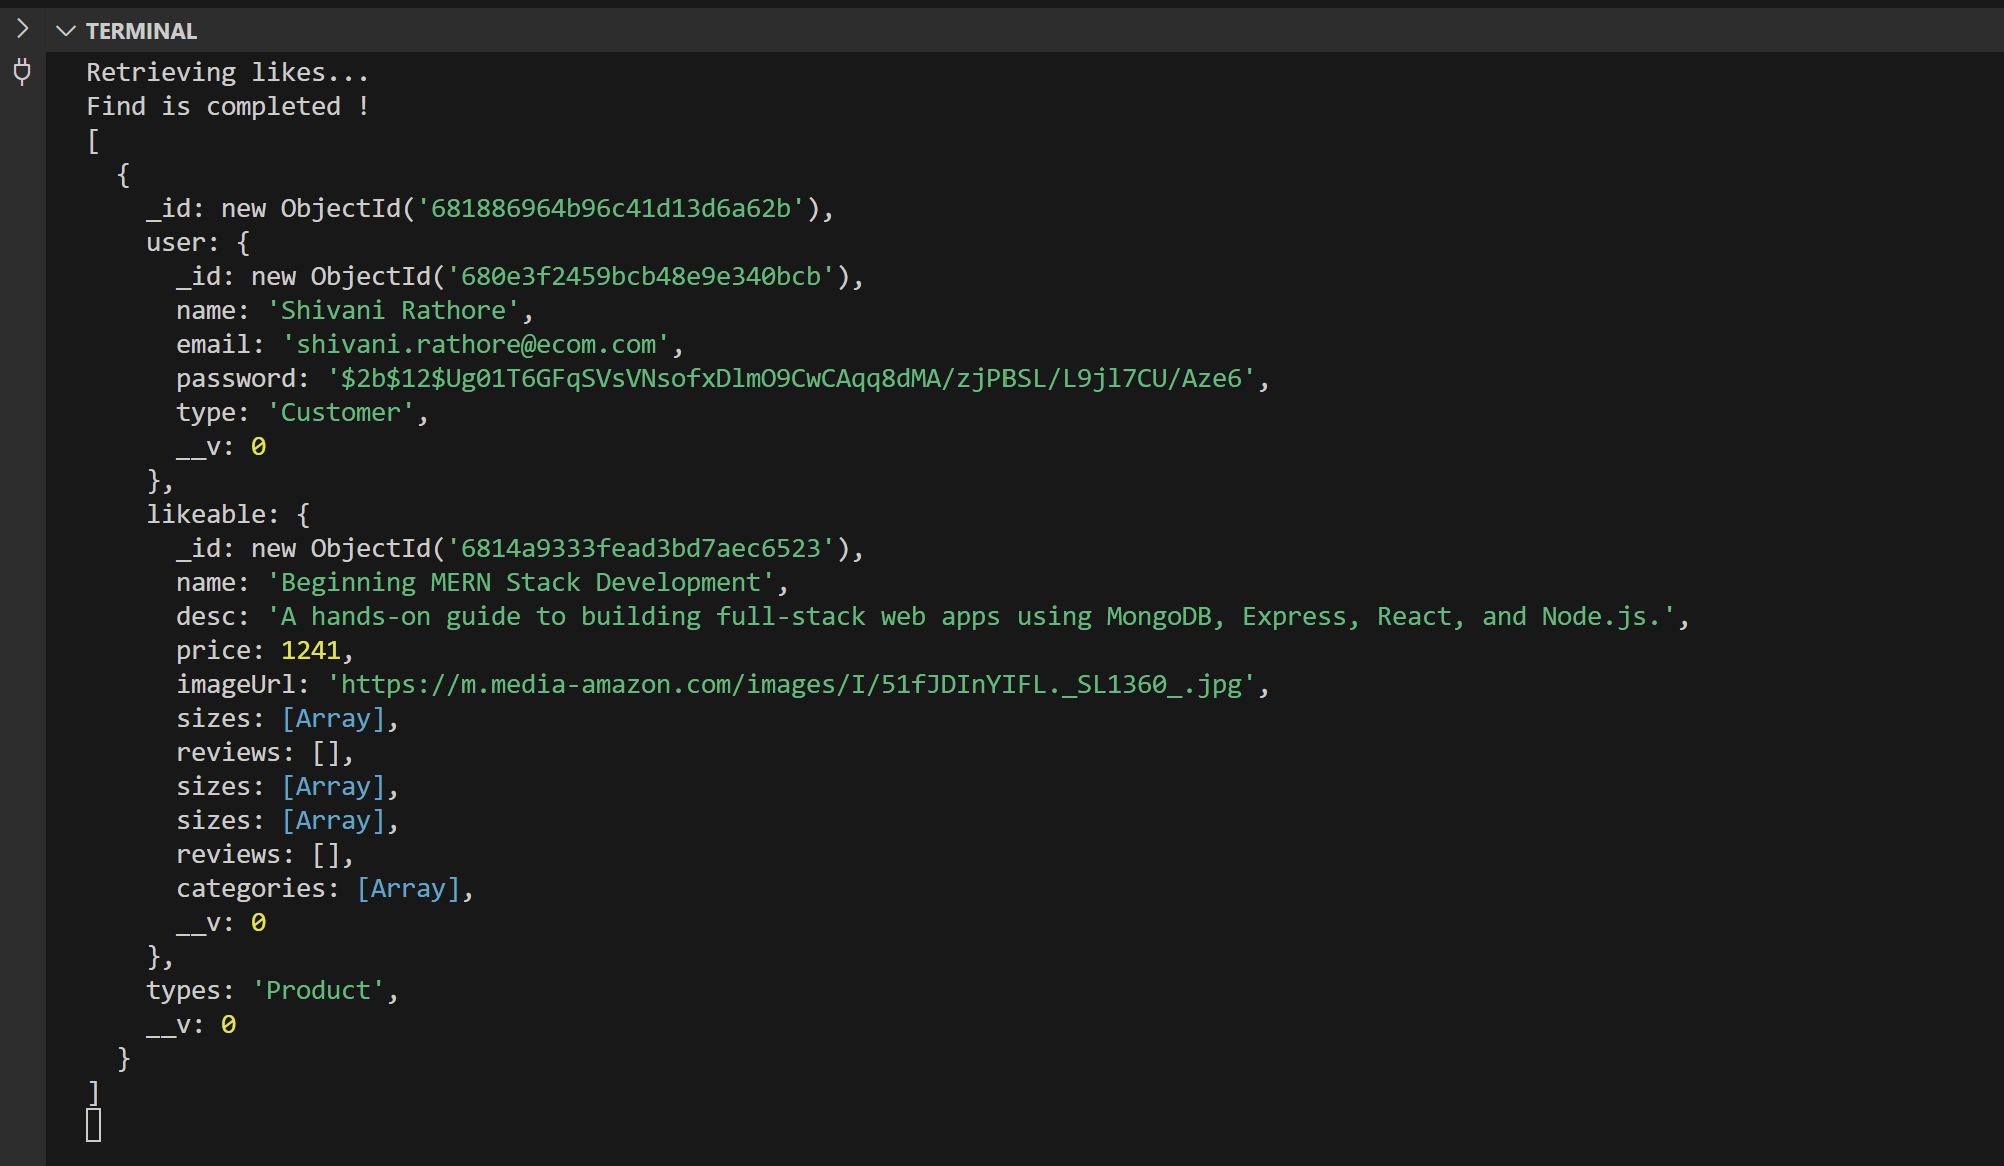 TERMINAL
Retrieving likes...
Find is completed !
[
  {
    _id: new ObjectId('681886964b96c41d13d6a62b'),
    user: {
      _id: new ObjectId('680e3f2459bcb48e9e340bcb'),
      name: 'Shivani Rathore',
      email: 'shivani.rathore@ecom.com',
      password: '$2b$12$Ug01T6GFqSVsVNsofxDlmO9CwCAqq8dMA/zjPBSL/L9jl7CU/Aze6',
      type: 'Customer',
      __v: 0
    },
    likeable: {
      _id: new ObjectId('6814a9333fead3bd7aec6523'),
      name: 'Beginning MERN Stack Development',
      desc: 'A hands-on guide to building full-stack web apps using MongoDB, Express, React, and Node.js.',
      price: 1241,
      imageUrl: 'https://m.media-amazon.com/images/I/51fJDInYIFL._SL1360_.jpg',
      sizes: [Array],
      reviews: [],
      sizes: [Array],
      sizes: [Array],
      reviews: [],
      categories: [Array],
      __v: 0
    },
    types: 'Product',
    __v: 0
  }
]